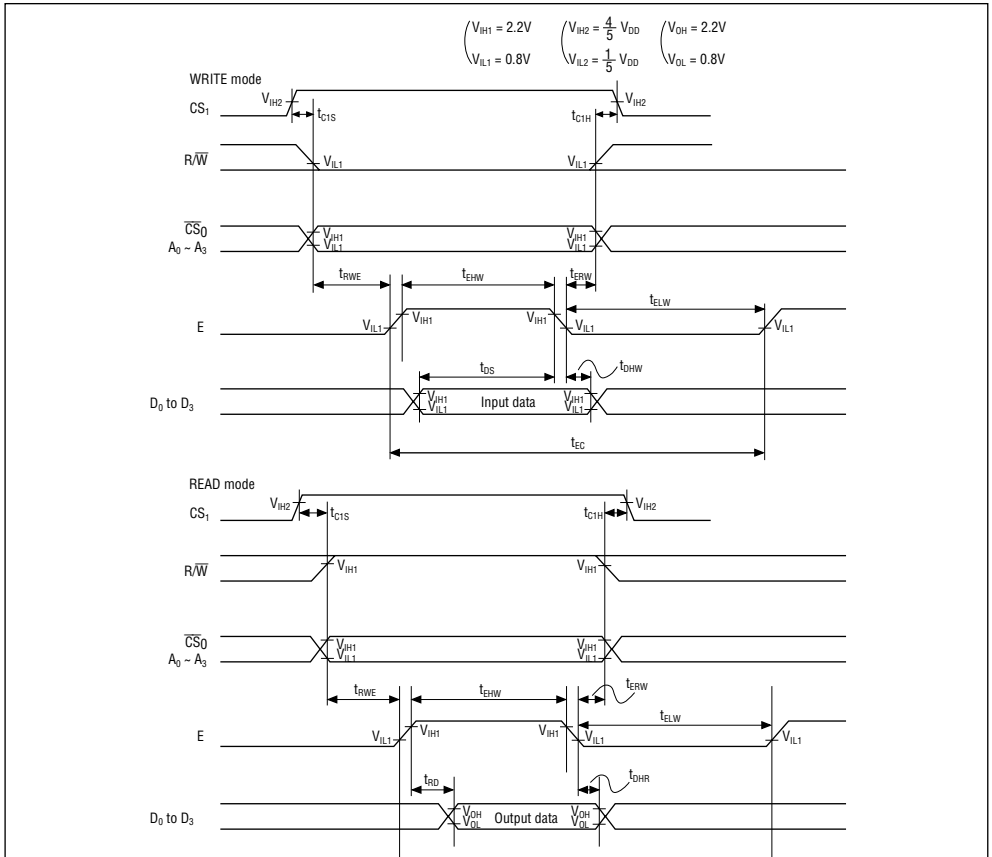 V_IH1 = 2.2V V_IH2 = 4/5 V_DD V_OH = 2.2V
V_IL1 = 0.8V V_IL2 = 1/5 V_DD V_OL = 0.8V
WRITE mode
CS₁ V_IH2 t_C1S t_C1H V_IH2
R/W̅ V_IL1 V_IL1
C̅S̅0 V_IH1 V_IH1
A₀ ~ A₃ V_IL1 V_IL1
t_RWE t_EHW t_ERW t_ELW
E V_IL1 V_IH1 V_IH1 V_IL1 V_IL1
t_DS t_DHW
D₀ to D₃ V_IH1 V_IL1 Input data V_IH1 V_IL1
t_EC
READ mode
CS₁ V_IH2 t_C1S t_C1H V_IH2
R/W̅ V_IH1 V_IH1
C̅S̅0 V_IH1 V_IH1
A₀ ~ A₃ V_IL1 V_IL1
t_RWE t_EHW t_ERW t_ELW
E V_IL1 V_IH1 V_IH1 V_IL1 V_IL1
t_RD t_DHR
D₀ to D₃ V_OH V_OL Output data V_OH V_OL